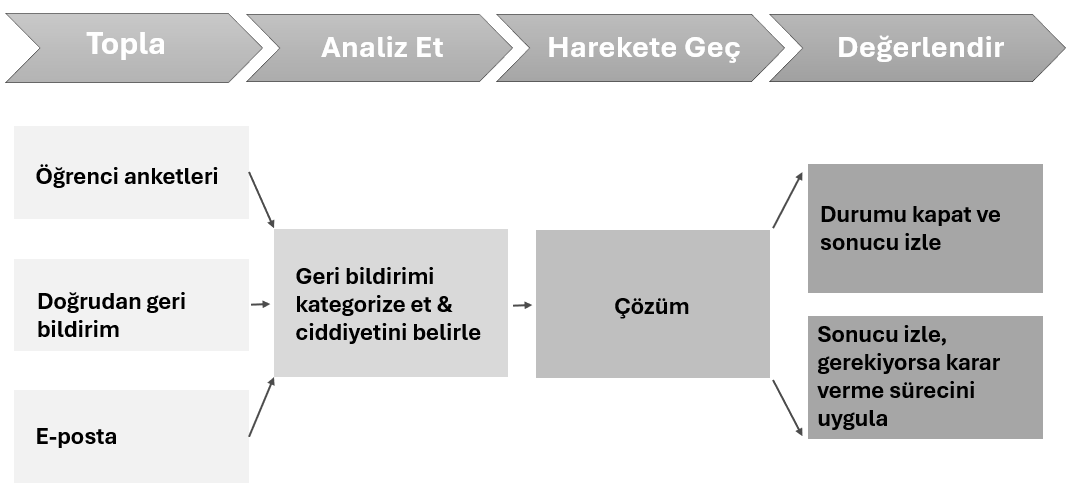 Topla
Analiz Et
Harekete Geç
Değerlendir
Öğrenci anketleri
Doğrudan geri
bildirim
E-posta
Geri bildirimi
kategorize et &
ciddiyetini belirle
Çözüm
Durumu kapat ve
sonucu izle
Sonucu izle,
gerekiyorsa karar
verme sürecini
uygula